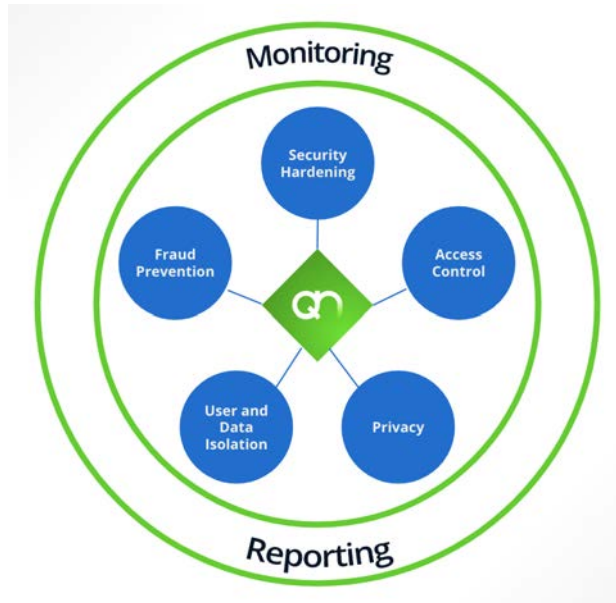 Monitoring
Security
Hardening
Fraud
Prevention
Access
Control
User and
Data
Isolation
Privacy
Reporting